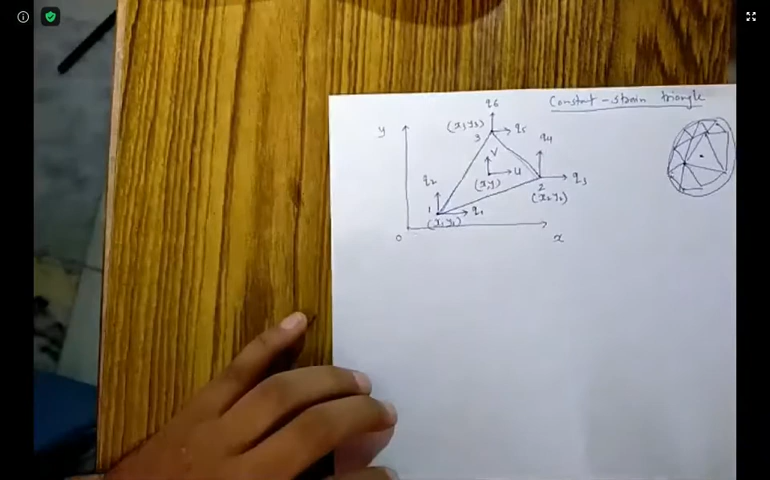 Constant-strain triangle
q6
y
(x3,y3)
q5
3
q4
V
q2
u
q3
(x,y)
2
1
q1
(x2,y2)
(x1,y1)
0
x